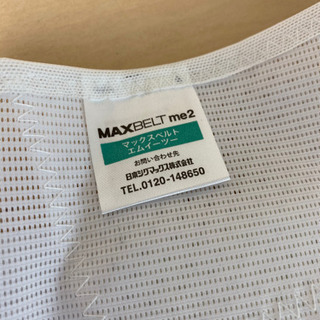 MAXBELT me2
マックスベルト
エムイーツー
お問い合わせ先
日東シグマックス株式会社
TEL.0120-148650